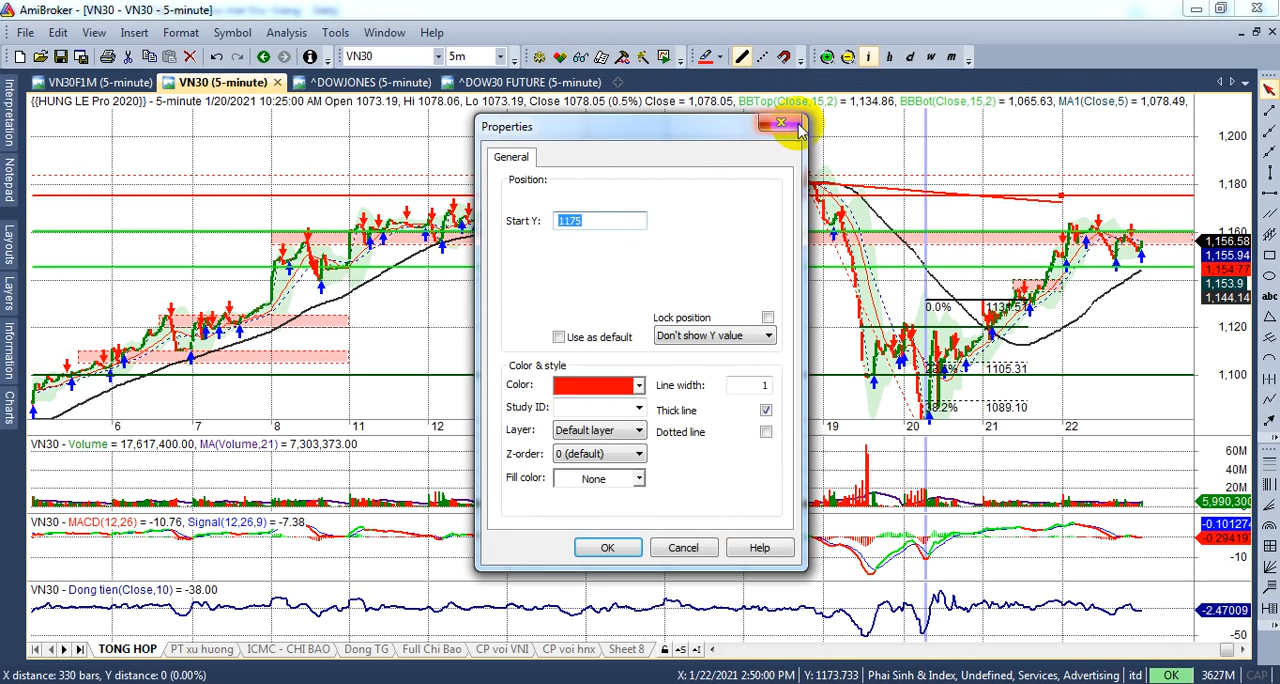 AmiBroker - [VN30 - VN30 - 5-minute]
File Edit View Insert Format Symbol Analysis Tools Window Help
VN30 5m i h d w m
VN30F1M (5-minute) VN30 (5-minute) ^DOWJONES (5-minute) ^DOW30 FUTURE (5-minute)
{{HUNG LE Pro 2020}} - 5-minute 1/20/2021 10:25:00 AM Open 1073.19, Hi 1078.06, Lo 1073.19, Close 1078.05 (0.5%) Close = 1,078.05, BBTop(Close,15,2) = 1,134.86, BBBot(Close,15,2) = 1,065.63, MA1(Close,5) = 1,078.49,
Interpretation
Notepad
Layouts
Layers
Information
Charts
Properties
General
Position:
Start Y: 1175
Lock position
Use as default Don't show Y value
Color & style
Color: Line width: 1
Study ID: Thick line
Layer: Default layer Dotted line
Z-order: 0 (default)
Fill color: None
OK Cancel Help
1,200
1,180
1,160
1,156.58
1,155.94
1,154.77
1,153.9
1,144.14
1,120
1,100
0.0%
1105.31
38.2% 1089.10
6 7 8 11 12 19 20 21 22
abc
VN30 - Volume = 17,617,400.00, MA(Volume,21) = 7,303,373.00
60M
40M
20M
5,990,300
VN30 - MACD(12,26) = -10.76, Signal(12,26,9) = -7.38
-0.101274
-0.294197
-10
VN30 - Dong tien(Close,10) = -38.00
-2.47009
-50
TONG HOP PT xu huong ICMC - CHI BAO Dong TG Full Chi Bao CP voi VNI CP voi hnx Sheet 8
X distance: 330 bars, Y distance: 0 (0.00%) X: 1/22/2021 2:50:00 PM Y: 1173.733 Phai Sinh & Index, Undefined, Services, Advertising itd OK 3627M CAP